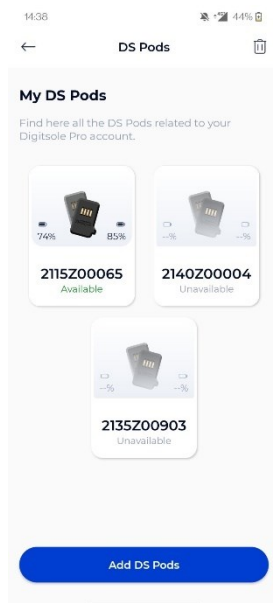 14:38 44%
DS Pods
My DS Pods
Find here all the DS Pods related to your
Digitsole Pro account.
74% 85% --% --%
2115Z00065 2140Z00004
Available Unavailable
--% --%
2135Z00903
Unavailable
Add DS Pods